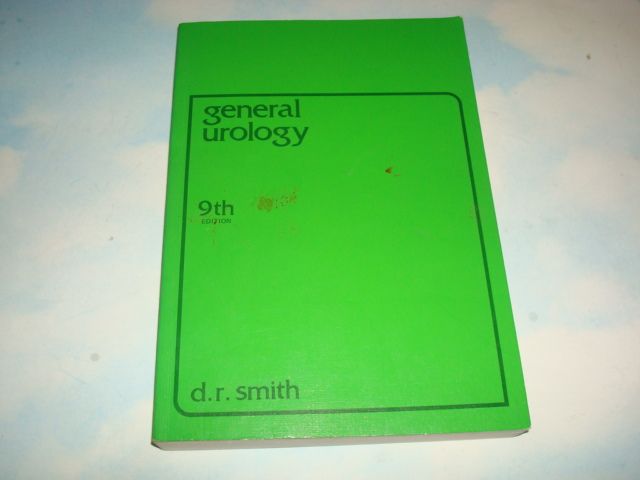 general
urology
9th
EDITION
d.r. smith